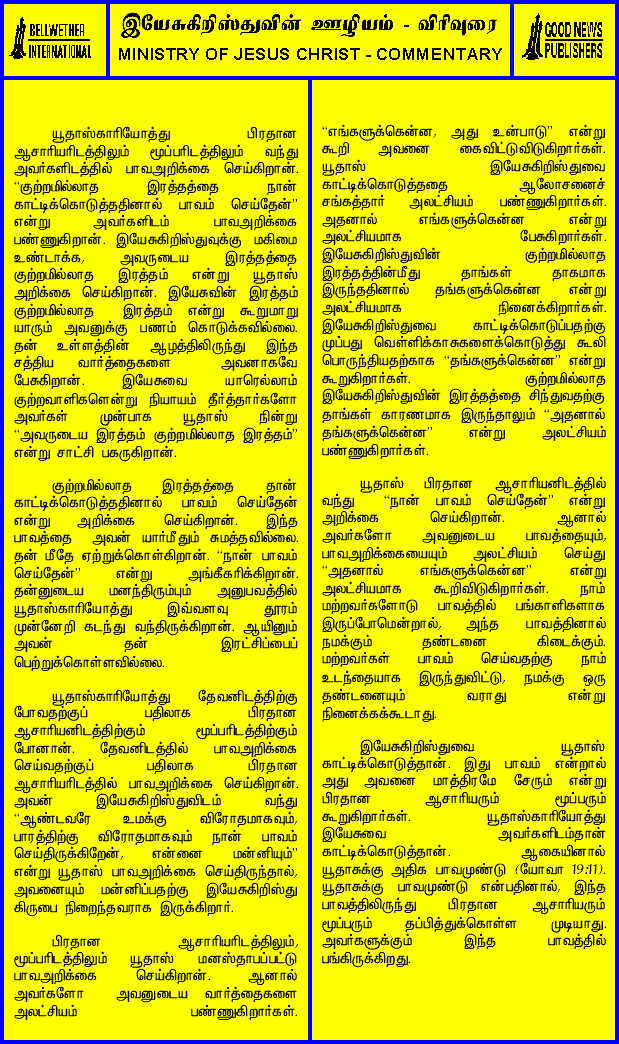 BELLWETHER
INTERNATIONAL
இயேசுகிறிஸ்துவின் ஊழியம் - விரிவுரை
MINISTRY OF JESUS CHRIST - COMMENTARY
GOOD NEWS
PUBLISHERS
யூதாஸ்காரியோத்து பிரதான
ஆசாரியரிடத்திலும் மூப்பரிடத்திலும் வந்து
அவர்களிடத்தில் பாவஅறிக்கை செய்கிறான்.
“குற்றமில்லாத இரத்தத்தை நான்
காட்டிக்கொடுத்ததினால் பாவம் செய்தேன்”
என்று அவர்களிடம் பாவஅறிக்கை
பண்ணுகிறான். இயேசுகிறிஸ்துவுக்கு மகிமை
உண்டாக்க, அவருடைய இரத்தத்தை
குற்றமில்லாத இரத்தம் என்று யூதாஸ்
அறிக்கை செய்கிறான். இயேசுவின் இரத்தம்
குற்றமில்லாத இரத்தம் என்று கூறுமாறு
யாரும் அவனுக்கு பணம் கொடுக்கவில்லை.
தன் உள்ளத்தின் ஆழத்திலிருந்து இந்த
சத்திய வார்த்தைகளை அவனாகவே
பேசுகிறான். இயேசுவை யாரெல்லாம்
குற்றவாளிகளென்று நியாயம் தீர்த்தார்களோ
அவர்கள் முன்பாக யூதாஸ் நின்று
“அவருடைய இரத்தம் குற்றமில்லாத இரத்தம்”
என்று சாட்சி பகருகிறான்.
குற்றமில்லாத இரத்தத்தை தான்
காட்டிக்கொடுத்ததினால் பாவம் செய்தேன்
என்று அறிக்கை செய்கிறான். இந்த
பாவத்தை அவன் யார்மீதும் சுமத்தவில்லை.
தன் மீதே ஏற்றுக்கொள்கிறான். “நான் பாவம்
செய்தேன்” என்று அங்கீகரிக்கிறான்.
தன்னுடைய மனந்திரும்பும் அனுபவத்தில்
யூதாஸ்காரியோத்து இவ்வளவு தூரம்
முன்னேறி கடந்து வந்திருக்கிறான். ஆயினும்
அவன் தன் இரட்சிப்பைப்
பெற்றுக்கொள்ளவில்லை.
யூதாஸ்காரியோத்து தேவனிடத்திற்கு
போவதற்குப் பதிலாக பிரதான
ஆசாரியனிடத்திற்கும் மூப்பரிடத்திற்கும்
போனான். தேவனிடத்தில் பாவஅறிக்கை
செய்வதற்குப் பதிலாக பிரதான
ஆசாரியரிடத்தில் பாவஅறிக்கை செய்கிறான்.
அவன் இயேசுகிறிஸ்துவிடம் வந்து
“ஆண்டவரே உமக்கு விரோதமாகவும்,
பாரத்திற்கு விரோதமாகவும் நான் பாவம்
செய்திருக்கிறேன், என்னை மன்னியும்”
என்று யூதாஸ் பாவஅறிக்கை செய்திருந்தால்,
அவனையும் மன்னிப்பதற்கு இயேசுகிறிஸ்து
கிருபை நிறைந்தவராக இருக்கிறார்.
பிரதான ஆசாரியரிடத்திலும்,
மூப்பரிடத்திலும் யூதாஸ் மனஸ்தாபப்பட்டு
பாவஅறிக்கை செய்கிறான். ஆனால்
அவர்களோ அவனுடைய வார்த்தைகளை
அலட்சியம் பண்ணுகிறார்கள்.
“எங்களுக்கென்ன, அது உன்பாடு” என்று
கூறி அவனை கைவிட்டுவிடுகிறார்கள்.
யூதாஸ் இயேசுகிறிஸ்துவை
காட்டிக்கொடுத்ததை ஆலோசனைச்
சங்கத்தார் அலட்சியம் பண்ணுகிறார்கள்.
அதனால் எங்களுக்கென்ன என்று
அலட்சியமாக பேசுகிறார்கள்.
இயேசுகிறிஸ்துவின் குற்றமில்லாத
இரத்தத்தின்மீது தாங்கள் தாகமாக
இருந்ததினால் தங்களுக்கென்ன என்று
அலட்சியமாக நினைக்கிறார்கள்.
இயேசுகிறிஸ்துவை காட்டிக்கொடுப்பதற்கு
முப்பது வெள்ளிக்காசுகளைக்கொடுத்து கூலி
பொருந்தியதற்காக “தங்களுக்கென்ன” என்று
கூறுகிறார்கள். குற்றமில்லாத
இயேசுகிறிஸ்துவின் இரத்தத்தை சிந்துவதற்கு
தாங்கள் காரணமாக இருந்தாலும் “அதனால்
தங்களுக்கென்ன” என்று அலட்சியம்
பண்ணுகிறார்கள்.
யூதாஸ் பிரதான ஆசாரியனிடத்தில்
வந்து “நான் பாவம் செய்தேன்” என்று
அறிக்கை செய்கிறான். ஆனால்
அவர்களோ அவனுடைய பாவத்தையும்,
பாவஅறிக்கையையும் அலட்சியம் செய்து
“அதனால் எங்களுக்கென்ன” என்று
அலட்சியமாக கூறிவிடுகிறார்கள். நாம்
மற்றவர்களோடு பாவத்தில் பங்காளிகளாக
இருப்போமென்றால், அந்த பாவத்தினால்
நமக்கும் தண்டனை கிடைக்கும்.
மற்றவர்கள் பாவம் செய்வதற்கு நாம்
உடந்தையாக இருந்துவிட்டு, நமக்கு ஒரு
தண்டனையும் வராது என்று
நினைக்கக்கூடாது.
இயேசுகிறிஸ்துவை யூதாஸ்
காட்டிக்கொடுத்தான். இது பாவம் என்றால்
அது அவனை மாத்திரமே சேரும் என்று
பிரதான ஆசாரியரும் மூப்பரும்
கூறுகிறார்கள். யூதாஸ்காரியோத்து
இயேசுவை அவர்களிடம்தான்
காட்டிக்கொடுத்தான். ஆகையினால்
யூதாசுக்கு அதிக பாவமுண்டு (யோவா 19:11).
யூதாசுக்கு பாவமுண்டு என்பதினால், இந்த
பாவத்திலிருந்து பிரதான ஆசாரியரும்
மூப்பரும் தப்பித்துக்கொள்ள முடியாது.
அவர்களுக்கும் இந்த பாவத்தில்
பங்கிருக்கிறது.